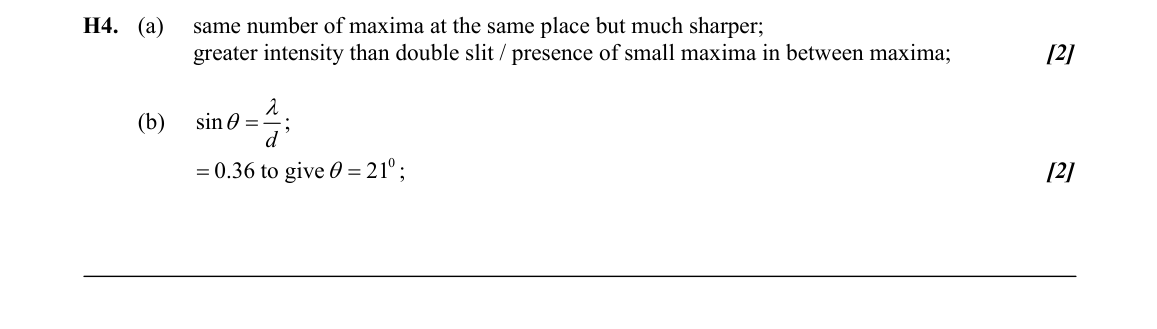 H4. (a) same number of maxima at the same place but much sharper;
greater intensity than double slit / presence of small maxima in between maxima; [2]
(b) sin θ = λ/d;
= 0.36 to give θ = 21⁰; [2]